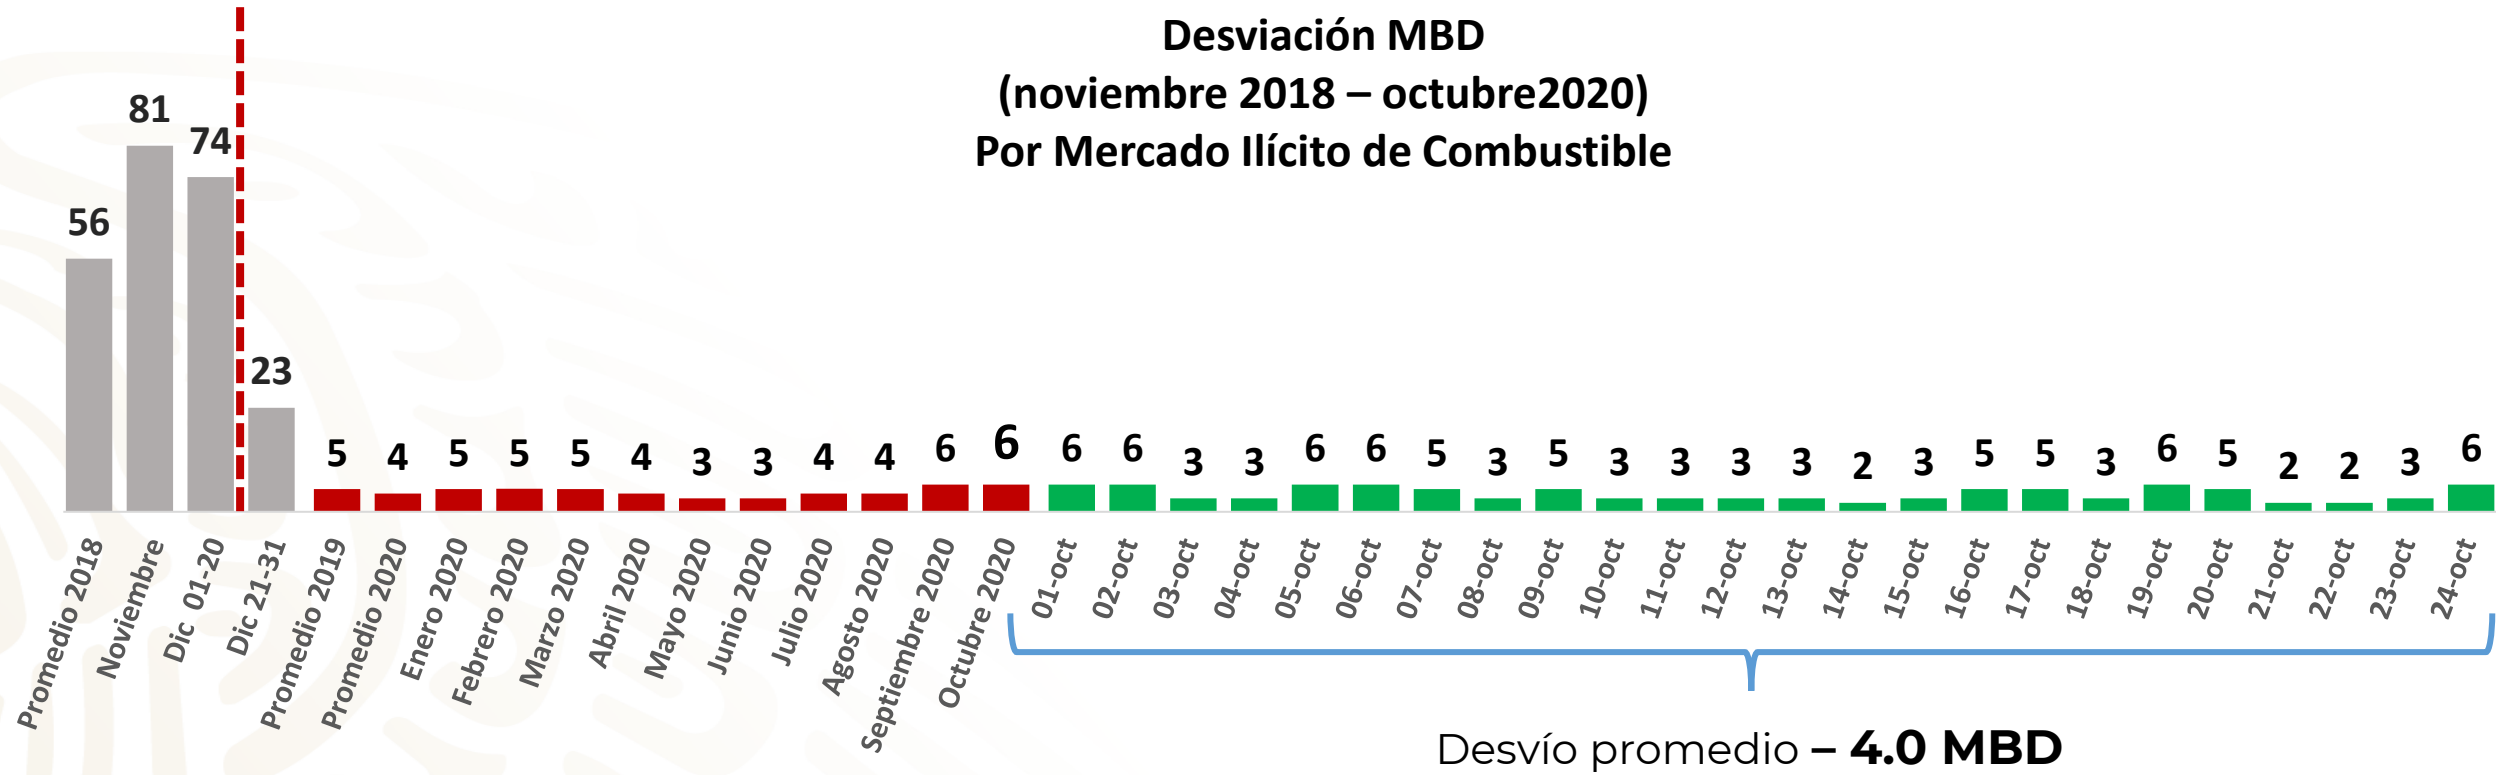 Desviación MBD
(noviembre 2018 – octubre2020)
Por Mercado Ilícito de Combustible
56
81
74
23
5
4
5
5
5
4
3
3
4
4
6
6
6
6
3
3
6
6
5
3
5
3
3
3
3
2
3
5
5
3
6
5
2
2
3
6
Promedio 2018
Noviembre
Dic 01-20
Dic 21-31
Promedio 2019
Promedio 2020
Enero 2020
Febrero 2020
Marzo 2020
Abril 2020
Mayo 2020
Junio 2020
Julio 2020
Agosto 2020
Septiembre 2020
Octubre 2020
01-oct
02-oct
03-oct
04-oct
05-oct
06-oct
07-oct
08-oct
09-oct
10-oct
11-oct
12-oct
13-oct
14-oct
15-oct
16-oct
17-oct
18-oct
19-oct
20-oct
21-oct
22-oct
23-oct
24-oct
Desvío promedio – 4.0 MBD